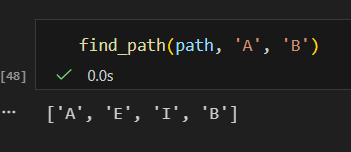 find_path(path, 'A', 'B')
[48]
0.0s
['A', 'E', 'I', 'B']